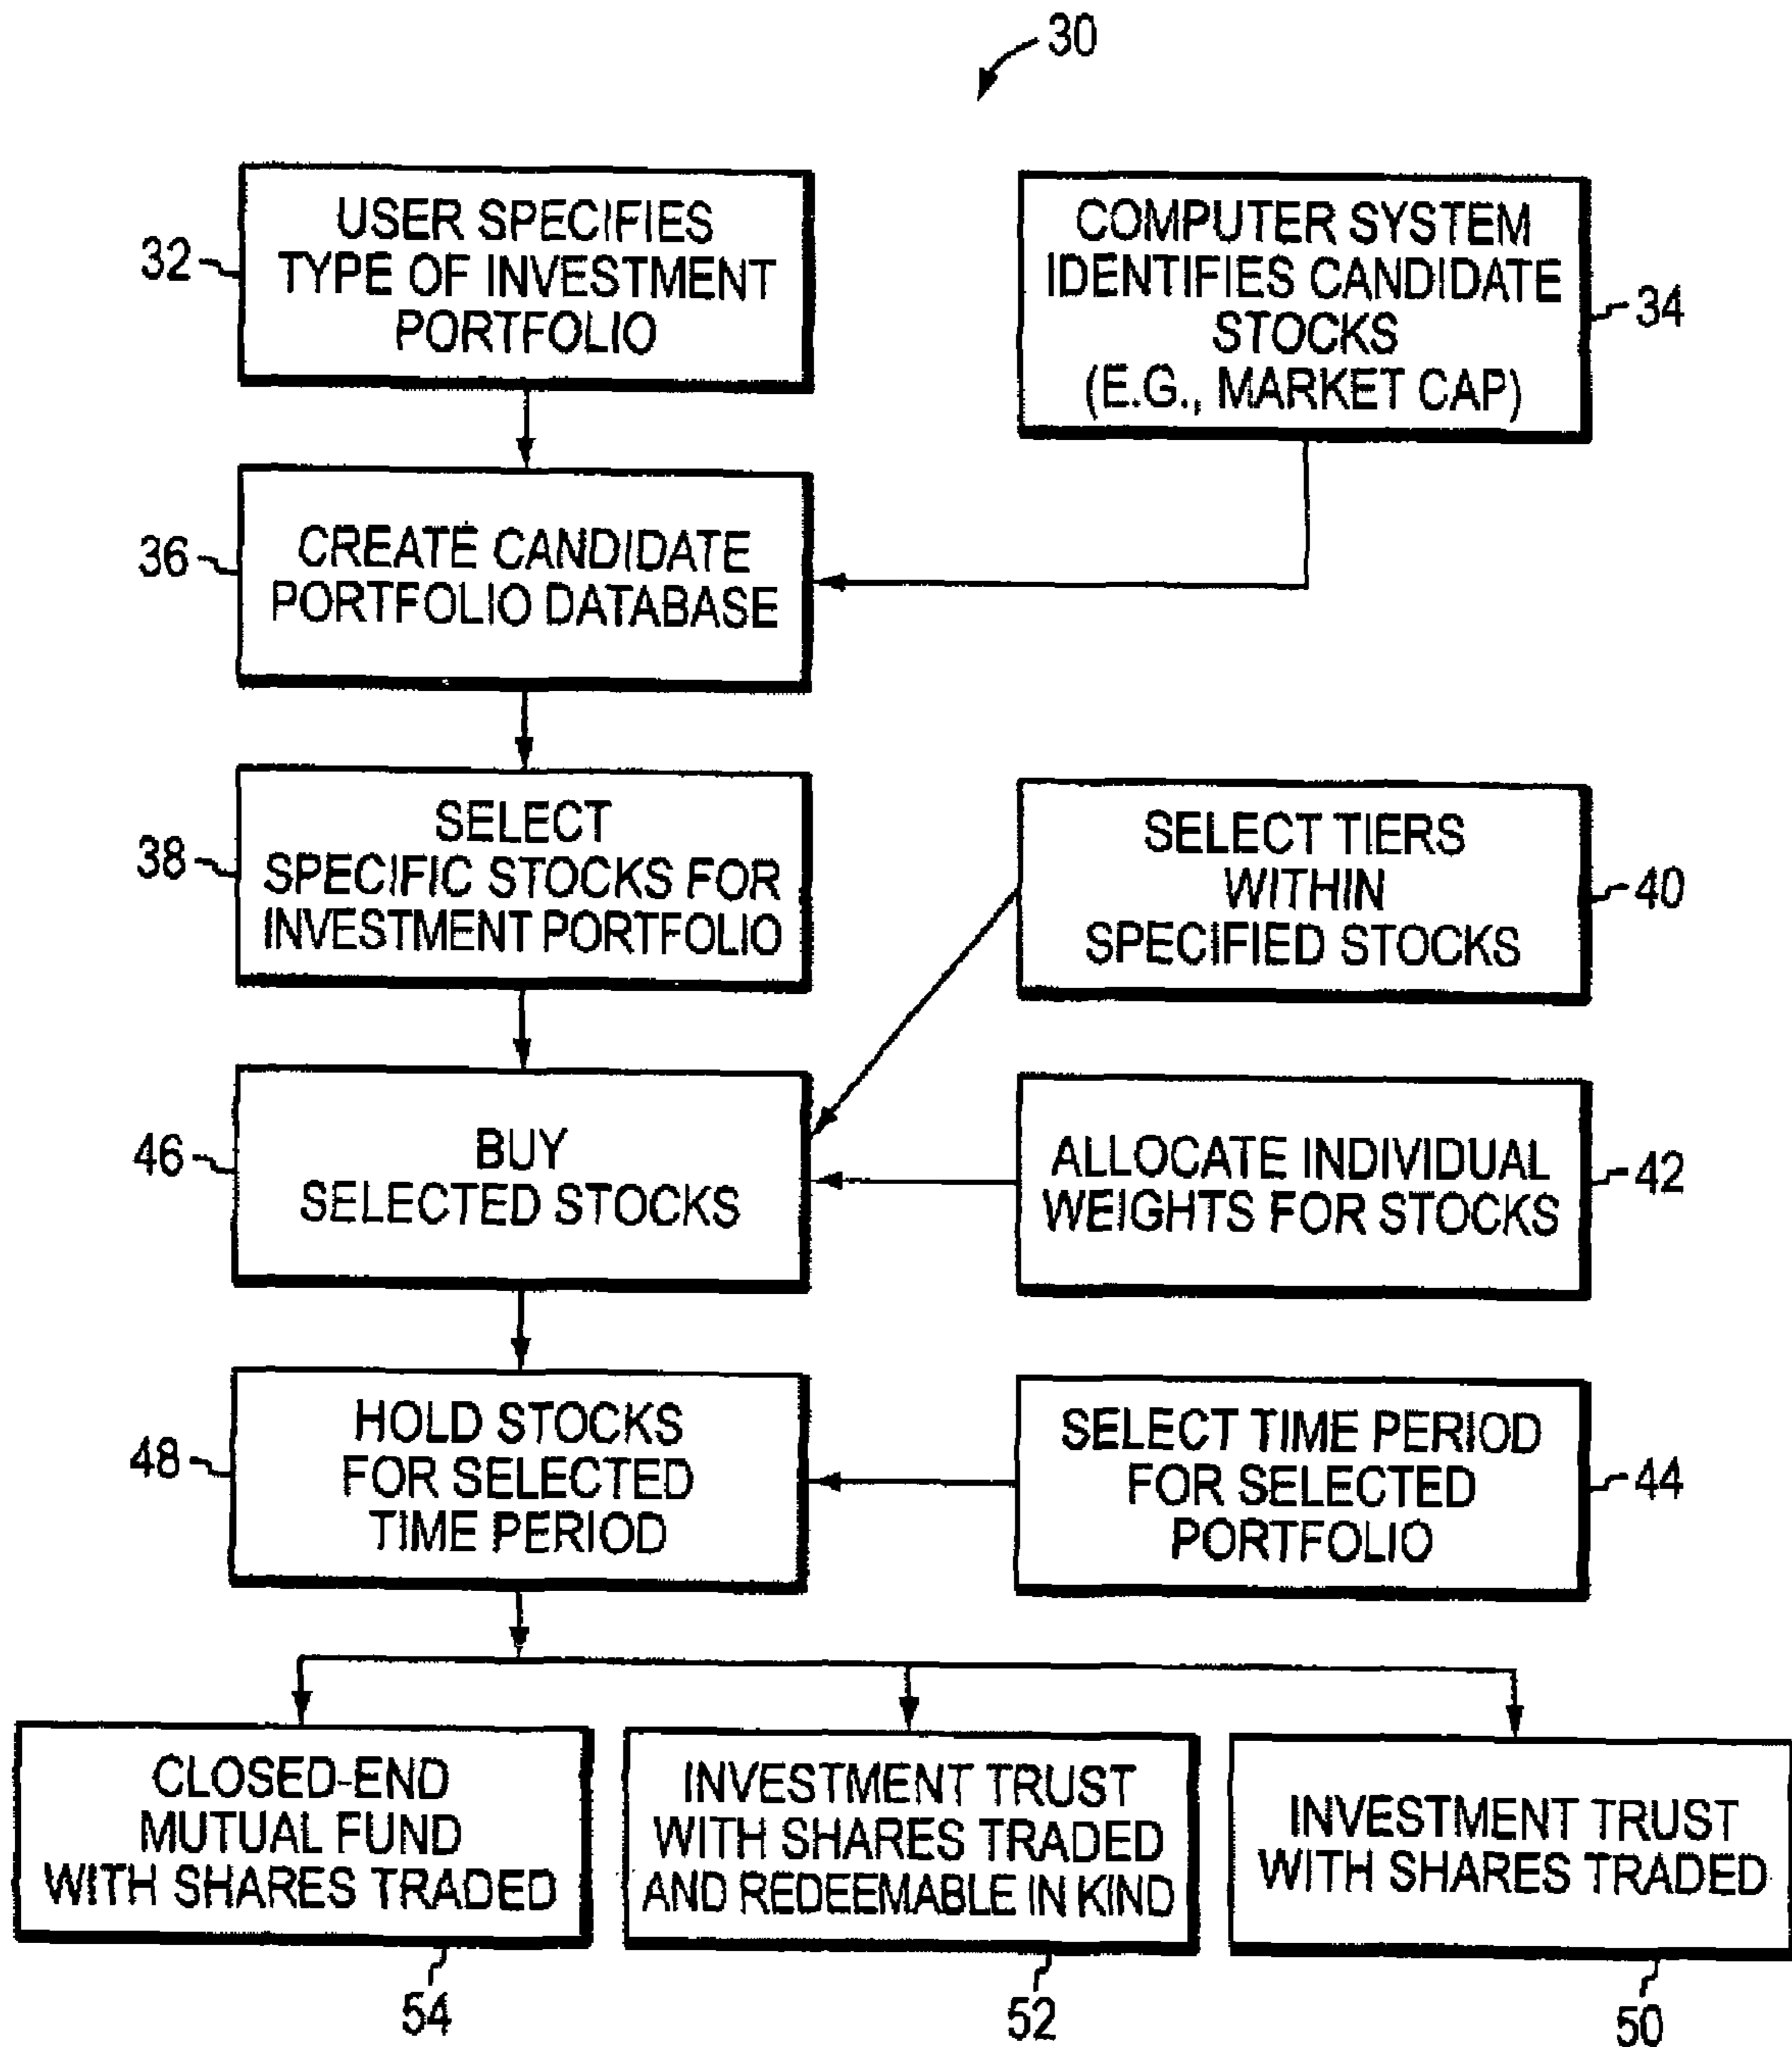 30
USER SPECIFIES
TYPE OF INVESTMENT
PORTFOLIO
32
COMPUTER SYSTEM
IDENTIFIES CANDIDATE
STOCKS
(E.G., MARKET CAP)
34
CREATE CANDIDATE
PORTFOLIO DATABASE
36
SELECT
SPECIFIC STOCKS FOR
INVESTMENT PORTFOLIO
38
SELECT TIERS
WITHIN
SPECIFIED STOCKS
40
BUY
SELECTED STOCKS
46
ALLOCATE INDIVIDUAL
WEIGHTS FOR STOCKS
42
HOLD STOCKS
FOR SELECTED
TIME PERIOD
48
SELECT TIME PERIOD
FOR SELECTED
PORTFOLIO
44
CLOSED-END
MUTUAL FUND
WITH SHARES TRADED
54
INVESTMENT TRUST
WITH SHARES TRADED
AND REDEEMABLE IN KIND
52
INVESTMENT TRUST
WITH SHARES TRADED
50